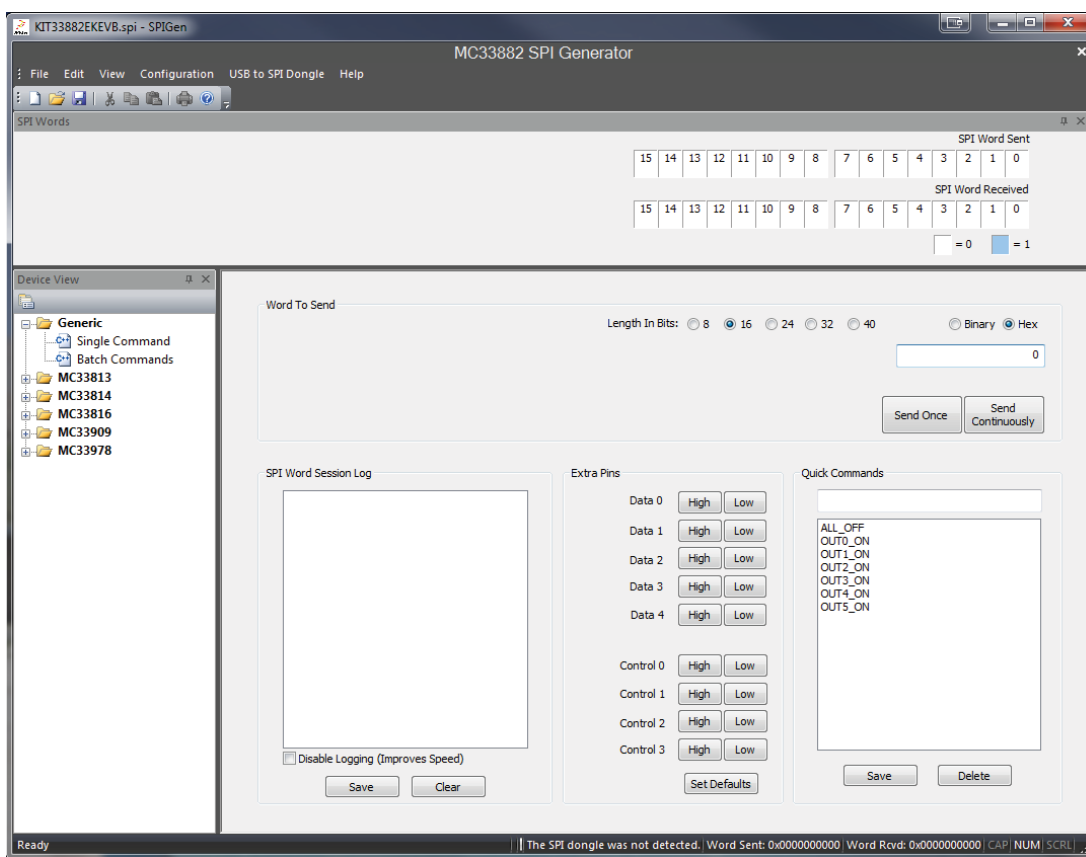 KIT33882EKEVB.spi - SPIGen
MC33882 SPI Generator
File Edit View Configuration USB to SPI Dongle Help
SPI Words
SPI Word Sent
15 14 13 12 11 10 9 8 7 6 5 4 3 2 1 0
SPI Word Received
15 14 13 12 11 10 9 8 7 6 5 4 3 2 1 0
= 0 = 1
Device View
Generic
Single Command
Batch Commands
MC33813
MC33814
MC33816
MC33909
MC33978
Word To Send
Length In Bits: 8 16 24 32 40 Binary Hex
0
Send Once Send Continuously
SPI Word Session Log
Disable Logging (Improves Speed)
Save Clear
Extra Pins
Data 0 High Low
Data 1 High Low
Data 2 High Low
Data 3 High Low
Data 4 High Low
Control 0 High Low
Control 1 High Low
Control 2 High Low
Control 3 High Low
Set Defaults
Quick Commands
ALL_OFF
OUT0_ON
OUT1_ON
OUT2_ON
OUT3_ON
OUT4_ON
OUT5_ON
Save Delete
Ready The SPI dongle was not detected. Word Sent: 0x0000000000 Word Rcvd: 0x0000000000 CAP NUM SCRL